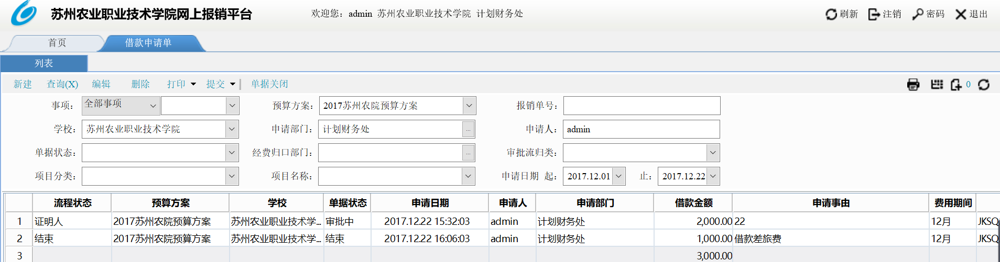 苏州农业职业技术学院网上报销平台 欢迎您：admin 苏州农业职业技术学院 计划财务处 刷新 注销 密码 退出
首页 借款申请单
列表
新建 查询(X) 编辑 删除 打印 提交 单据关闭 0
事项： 全部事项 预算方案： 2017苏州农院预算方案 报销单号：
学校： 苏州农业职业技术学院 申请部门： 计划财务处 ... 申请人： admin
单据状态： 经费归口部门： ... 审批流归类：
项目分类： 项目名称： 申请日期 起： 2017.12.01 止： 2017.12.22
流程状态 预算方案 学校 单据状态 申请日期 申请人 申请部门 借款金额 申请事由 费用期间
1 证明人 2017苏州农院预算方案 苏州农业职业技术学... 审批中 2017.12.22 15:32:03 admin 计划财务处 2,000.00 22 12月 JKSQ
2 结束 2017苏州农院预算方案 苏州农业职业技术学... 结束 2017.12.22 16:06:03 admin 计划财务处 1,000.00 借款差旅费 12月 JKSQ
3 3,000.00